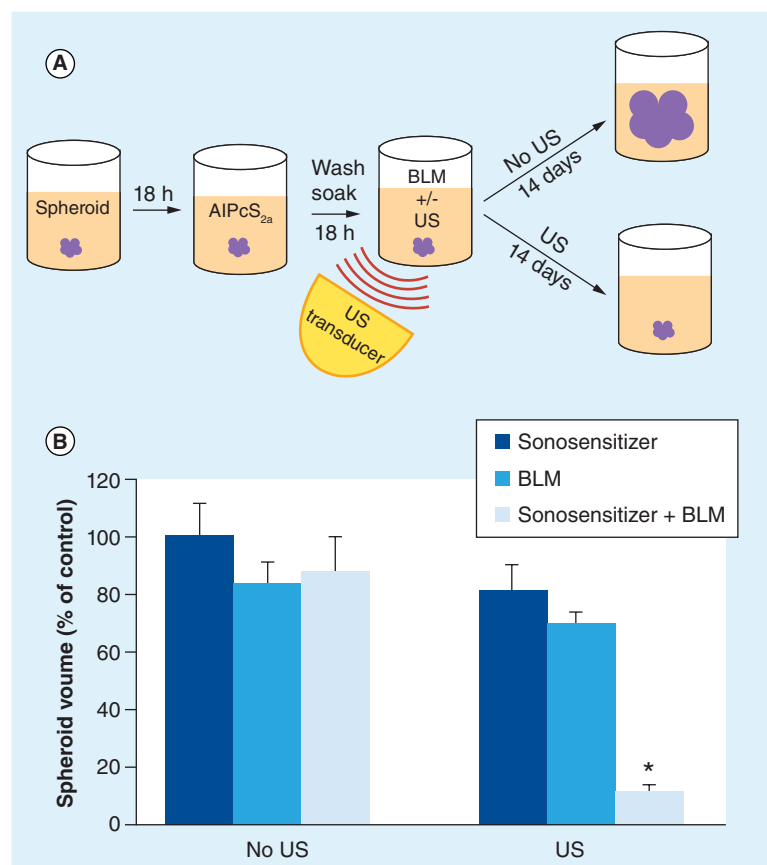 A
Spheroid
18 h
AlPcS2a
Wash
soak
18 h
BLM
+/-
US
No US
14 days
US
14 days
US
transducer
B
Sonosensitizer
BLM
Sonosensitizer + BLM
Spheroid voume (% of control)
120
100
80
60
40
20
0
*
No US
US